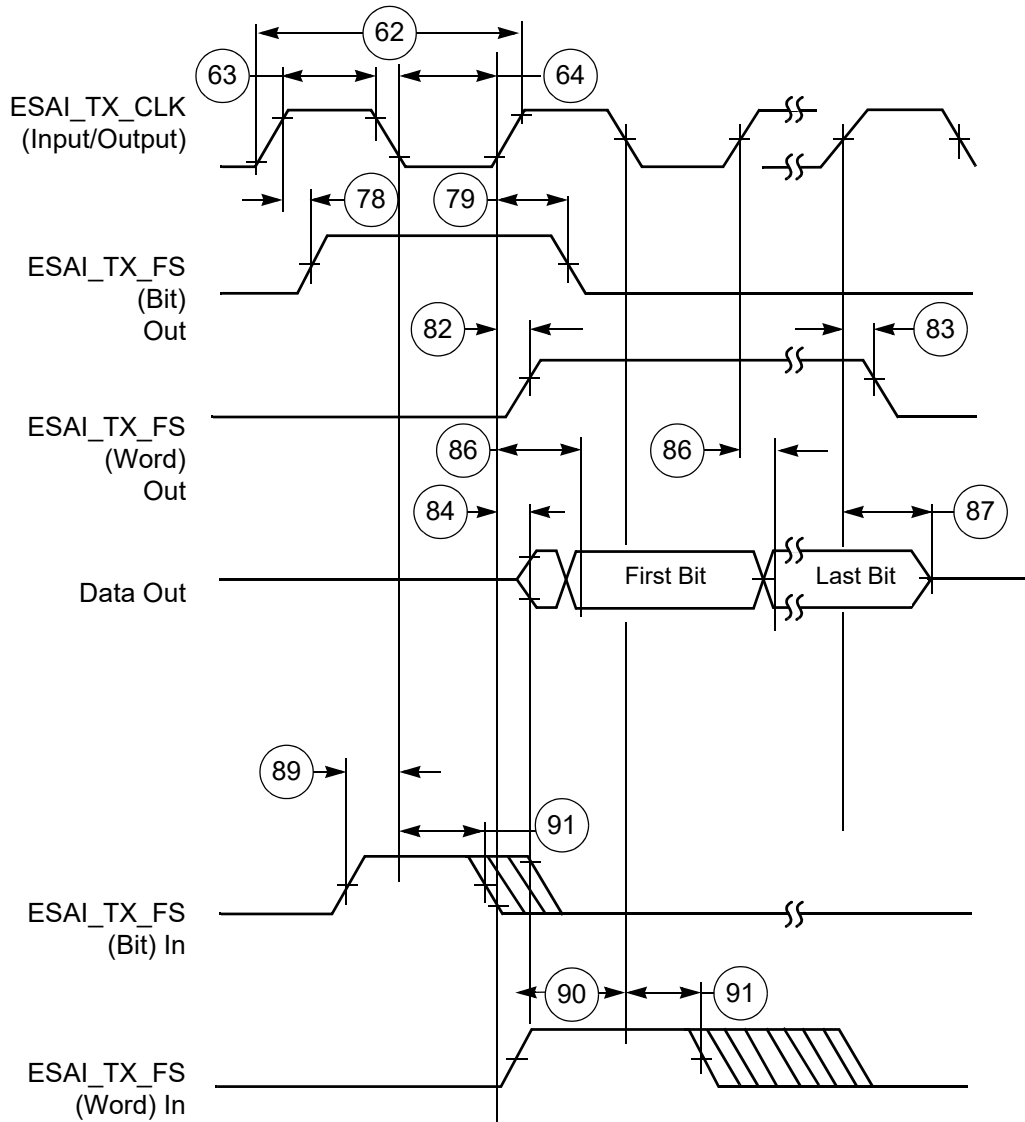 62
63
64
ESAI_TX_CLK
(Input/Output)
78
79
ESAI_TX_FS
(Bit)
Out
82
83
ESAI_TX_FS
(Word)
Out
86
86
84
87
Data Out
First Bit
Last Bit
89
91
ESAI_TX_FS
(Bit) In
90
91
ESAI_TX_FS
(Word) In